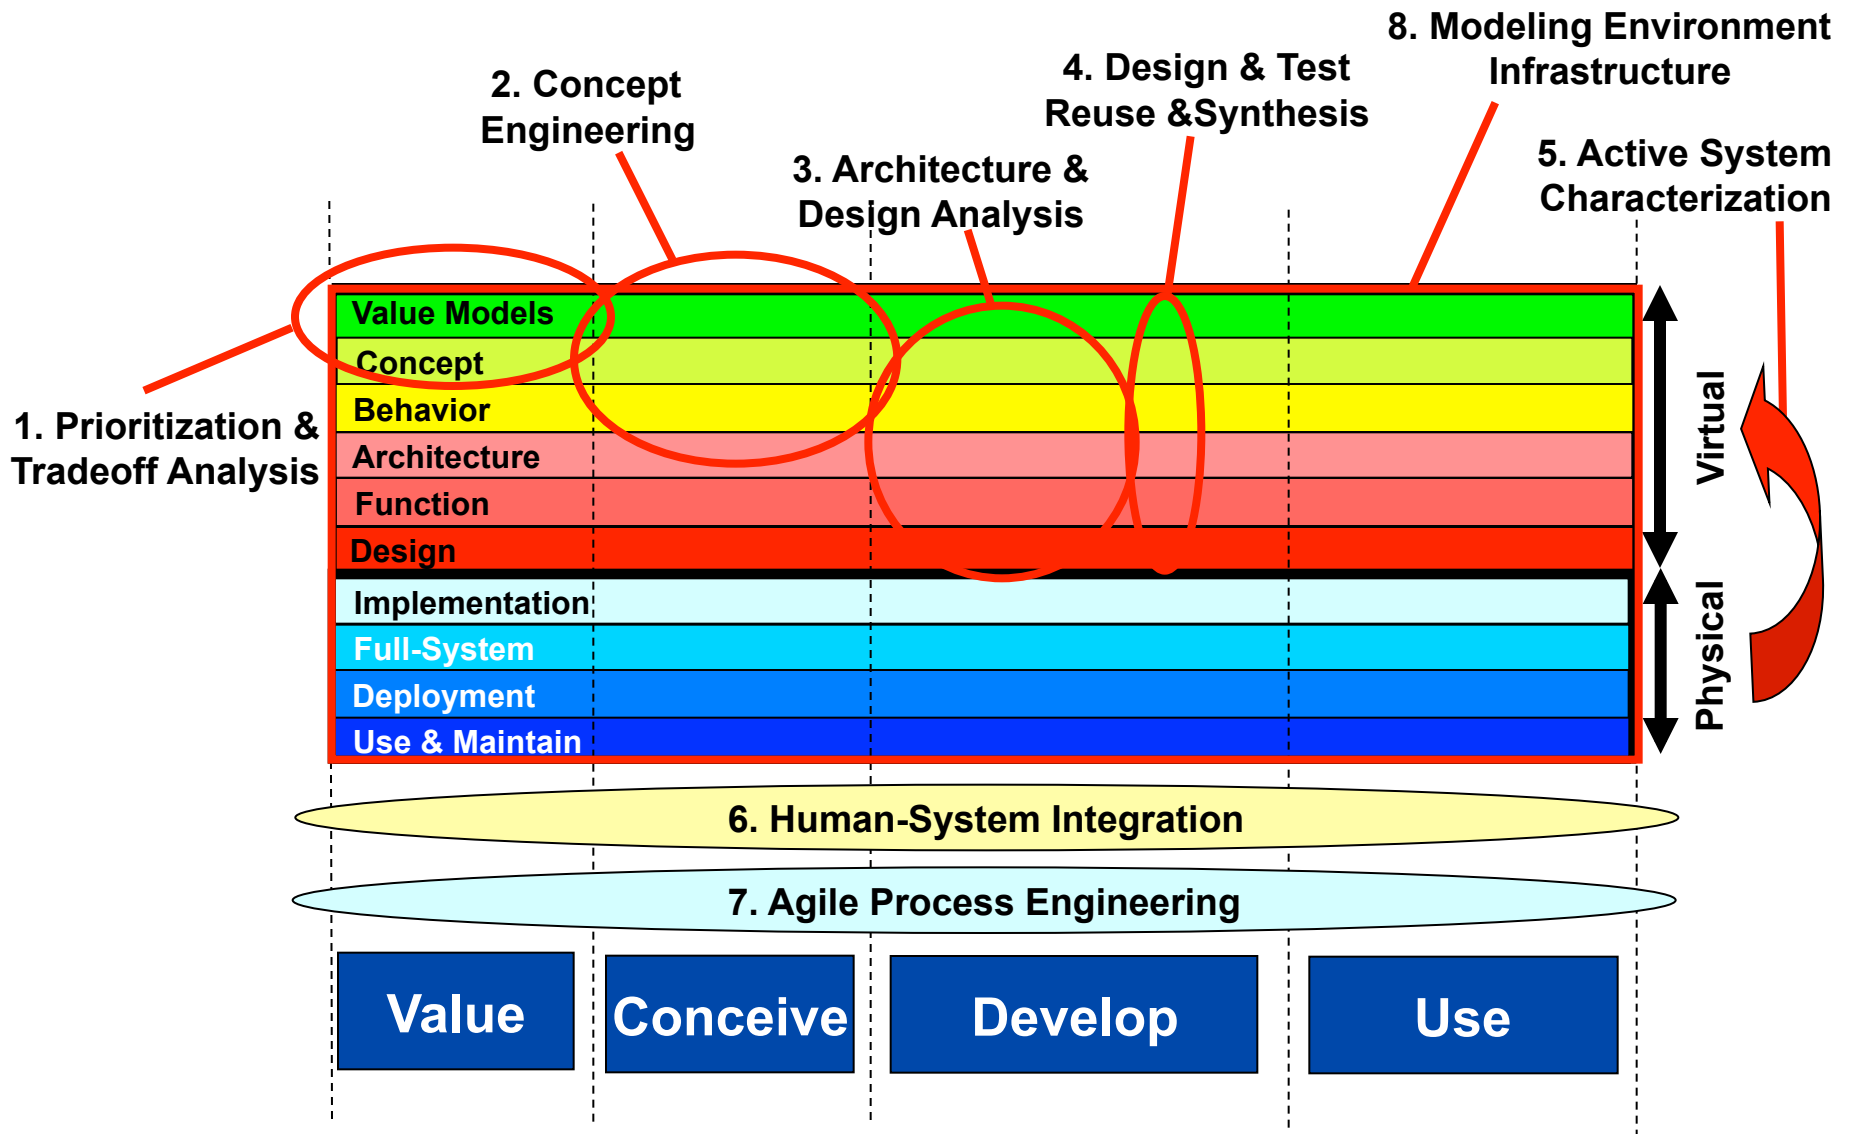 8. Modeling Environment
Infrastructure
4. Design & Test
Reuse &Synthesis
2. Concept
Engineering
5. Active System
Characterization
3. Architecture &
Design Analysis
1. Prioritization &
Tradeoff Analysis
Value Models
Concept
Behavior
Architecture
Function
Design
Implementation
Full-System
Deployment
Use & Maintain
Virtual
Physical
6. Human-System Integration
7. Agile Process Engineering
Value
Conceive
Develop
Use